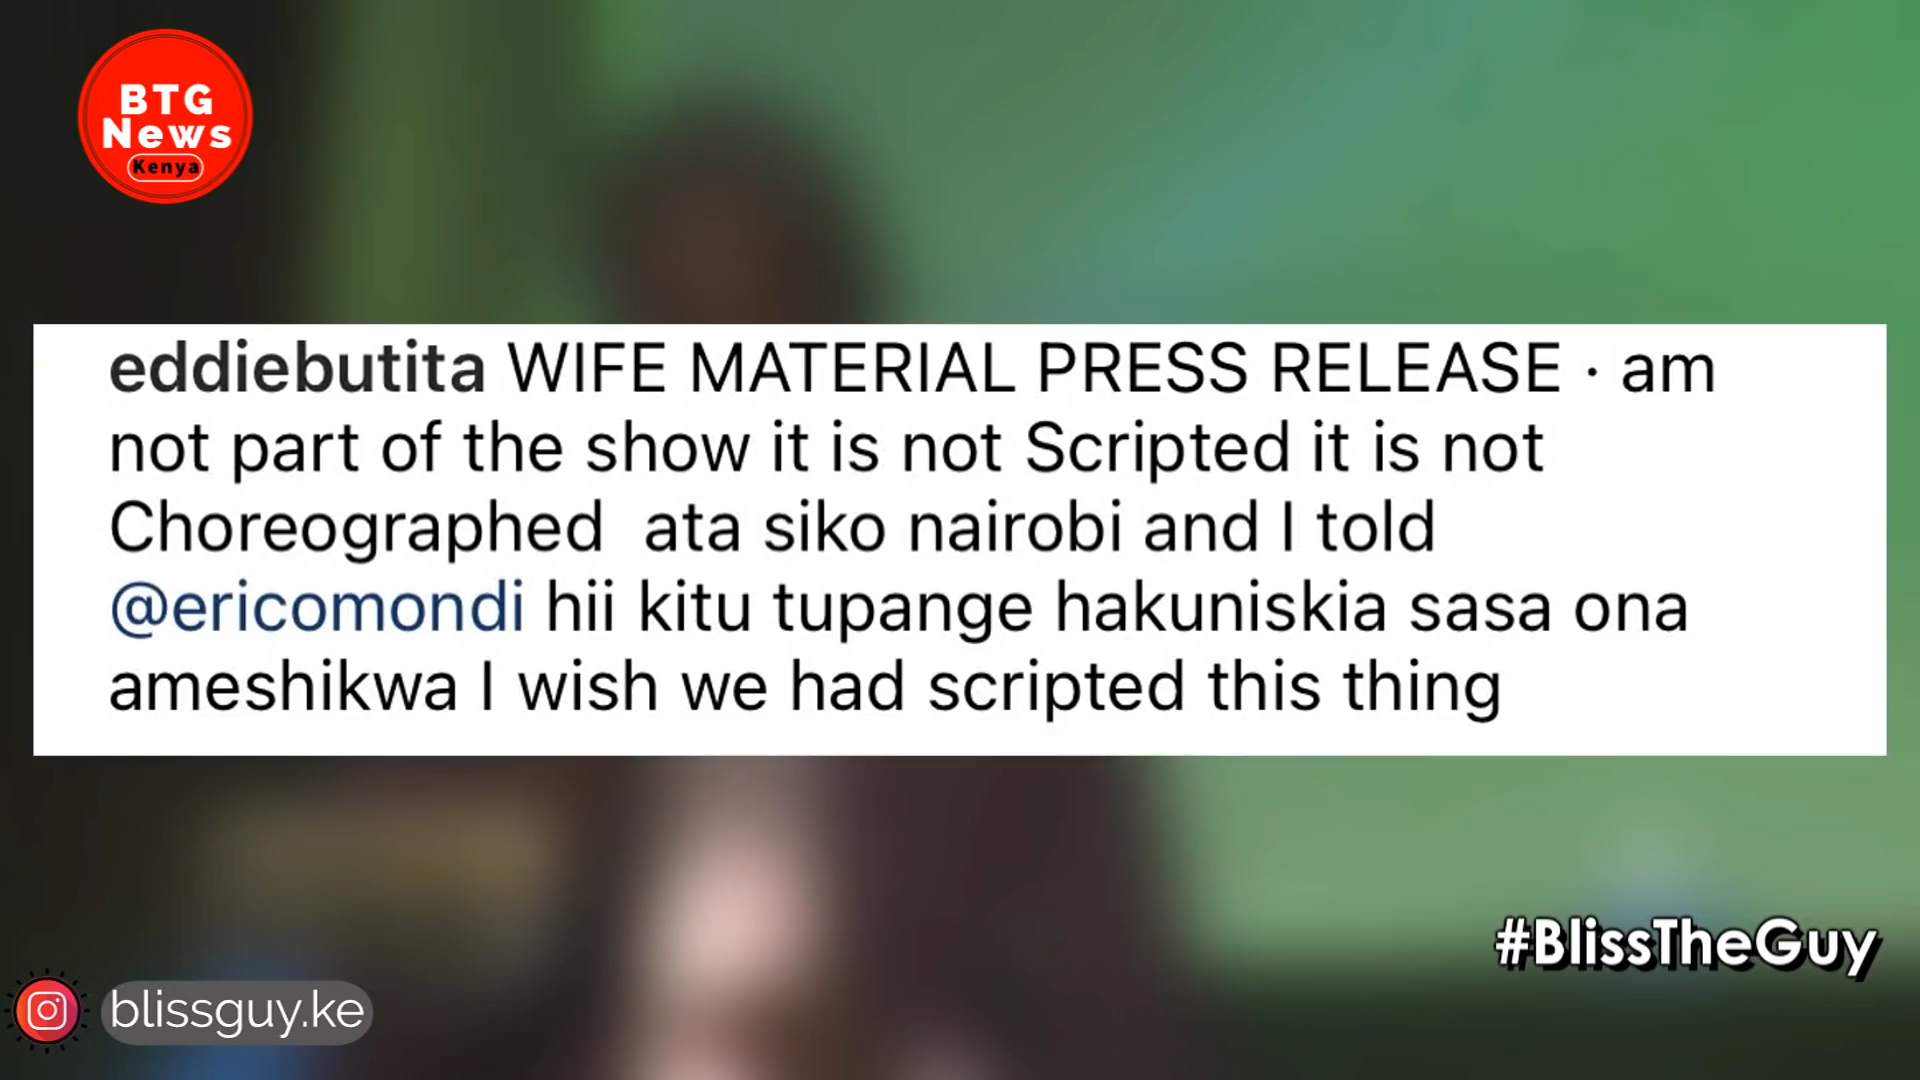 BTG
News
Kenya
eddiebutita WIFE MATERIAL PRESS RELEASE · am
not part of the show it is not Scripted it is not
Choreographed ata siko nairobi and I told
@ericomondi hii kitu tupange hakuniskia sasa ona
ameshikwa I wish we had scripted this thing
#BlissTheGuy
blissguy.ke